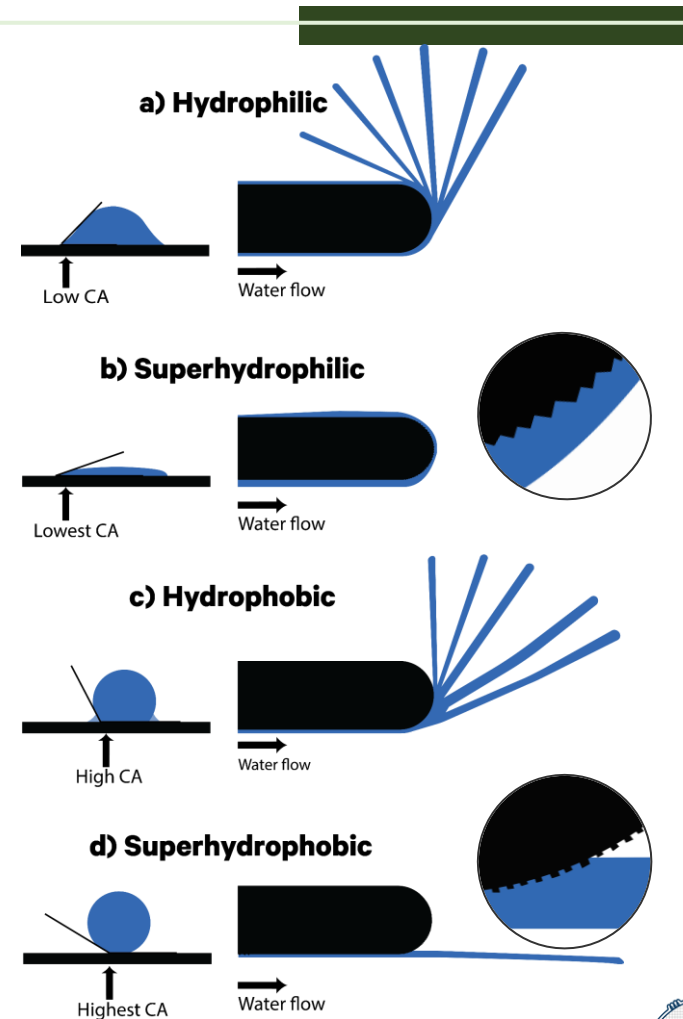 a) Hydrophilic
Low CA
Water flow
b) Superhydrophilic
Lowest CA
Water flow
c) Hydrophobic
High CA
Water flow
d) Superhydrophobic
Highest CA
Water flow